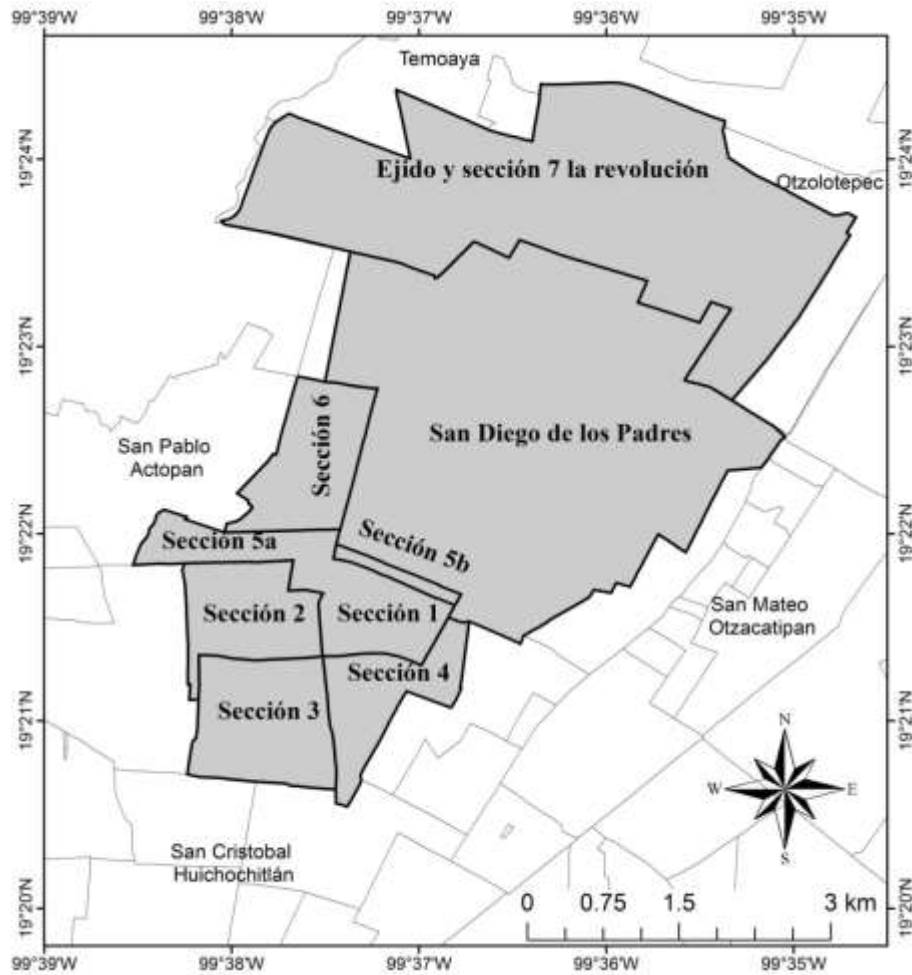 99°39'W 99°38'W 99°37'W 99°36'W 99°35'W
Temoaya
19°24'N 19°24'N
Ejído y sección 7 la revolución
Otzolotepec
19°23'N 19°23'N
Sección 6
San Diego de los Padres
San Pablo
Actopan
19°22'N 19°22'N
Sección 5a
Sección 5b
Sección 2
Sección 1
San Mateo
Otzacatipan
Sección 4
Sección 3
19°21'N 19°21'N
N
W E
S
San Cristobal
Huichochitlán
0 0.75 1.5 3 km
19°20'N 19°20'N
99°39'W 99°38'W 99°37'W 99°36'W 99°35'W